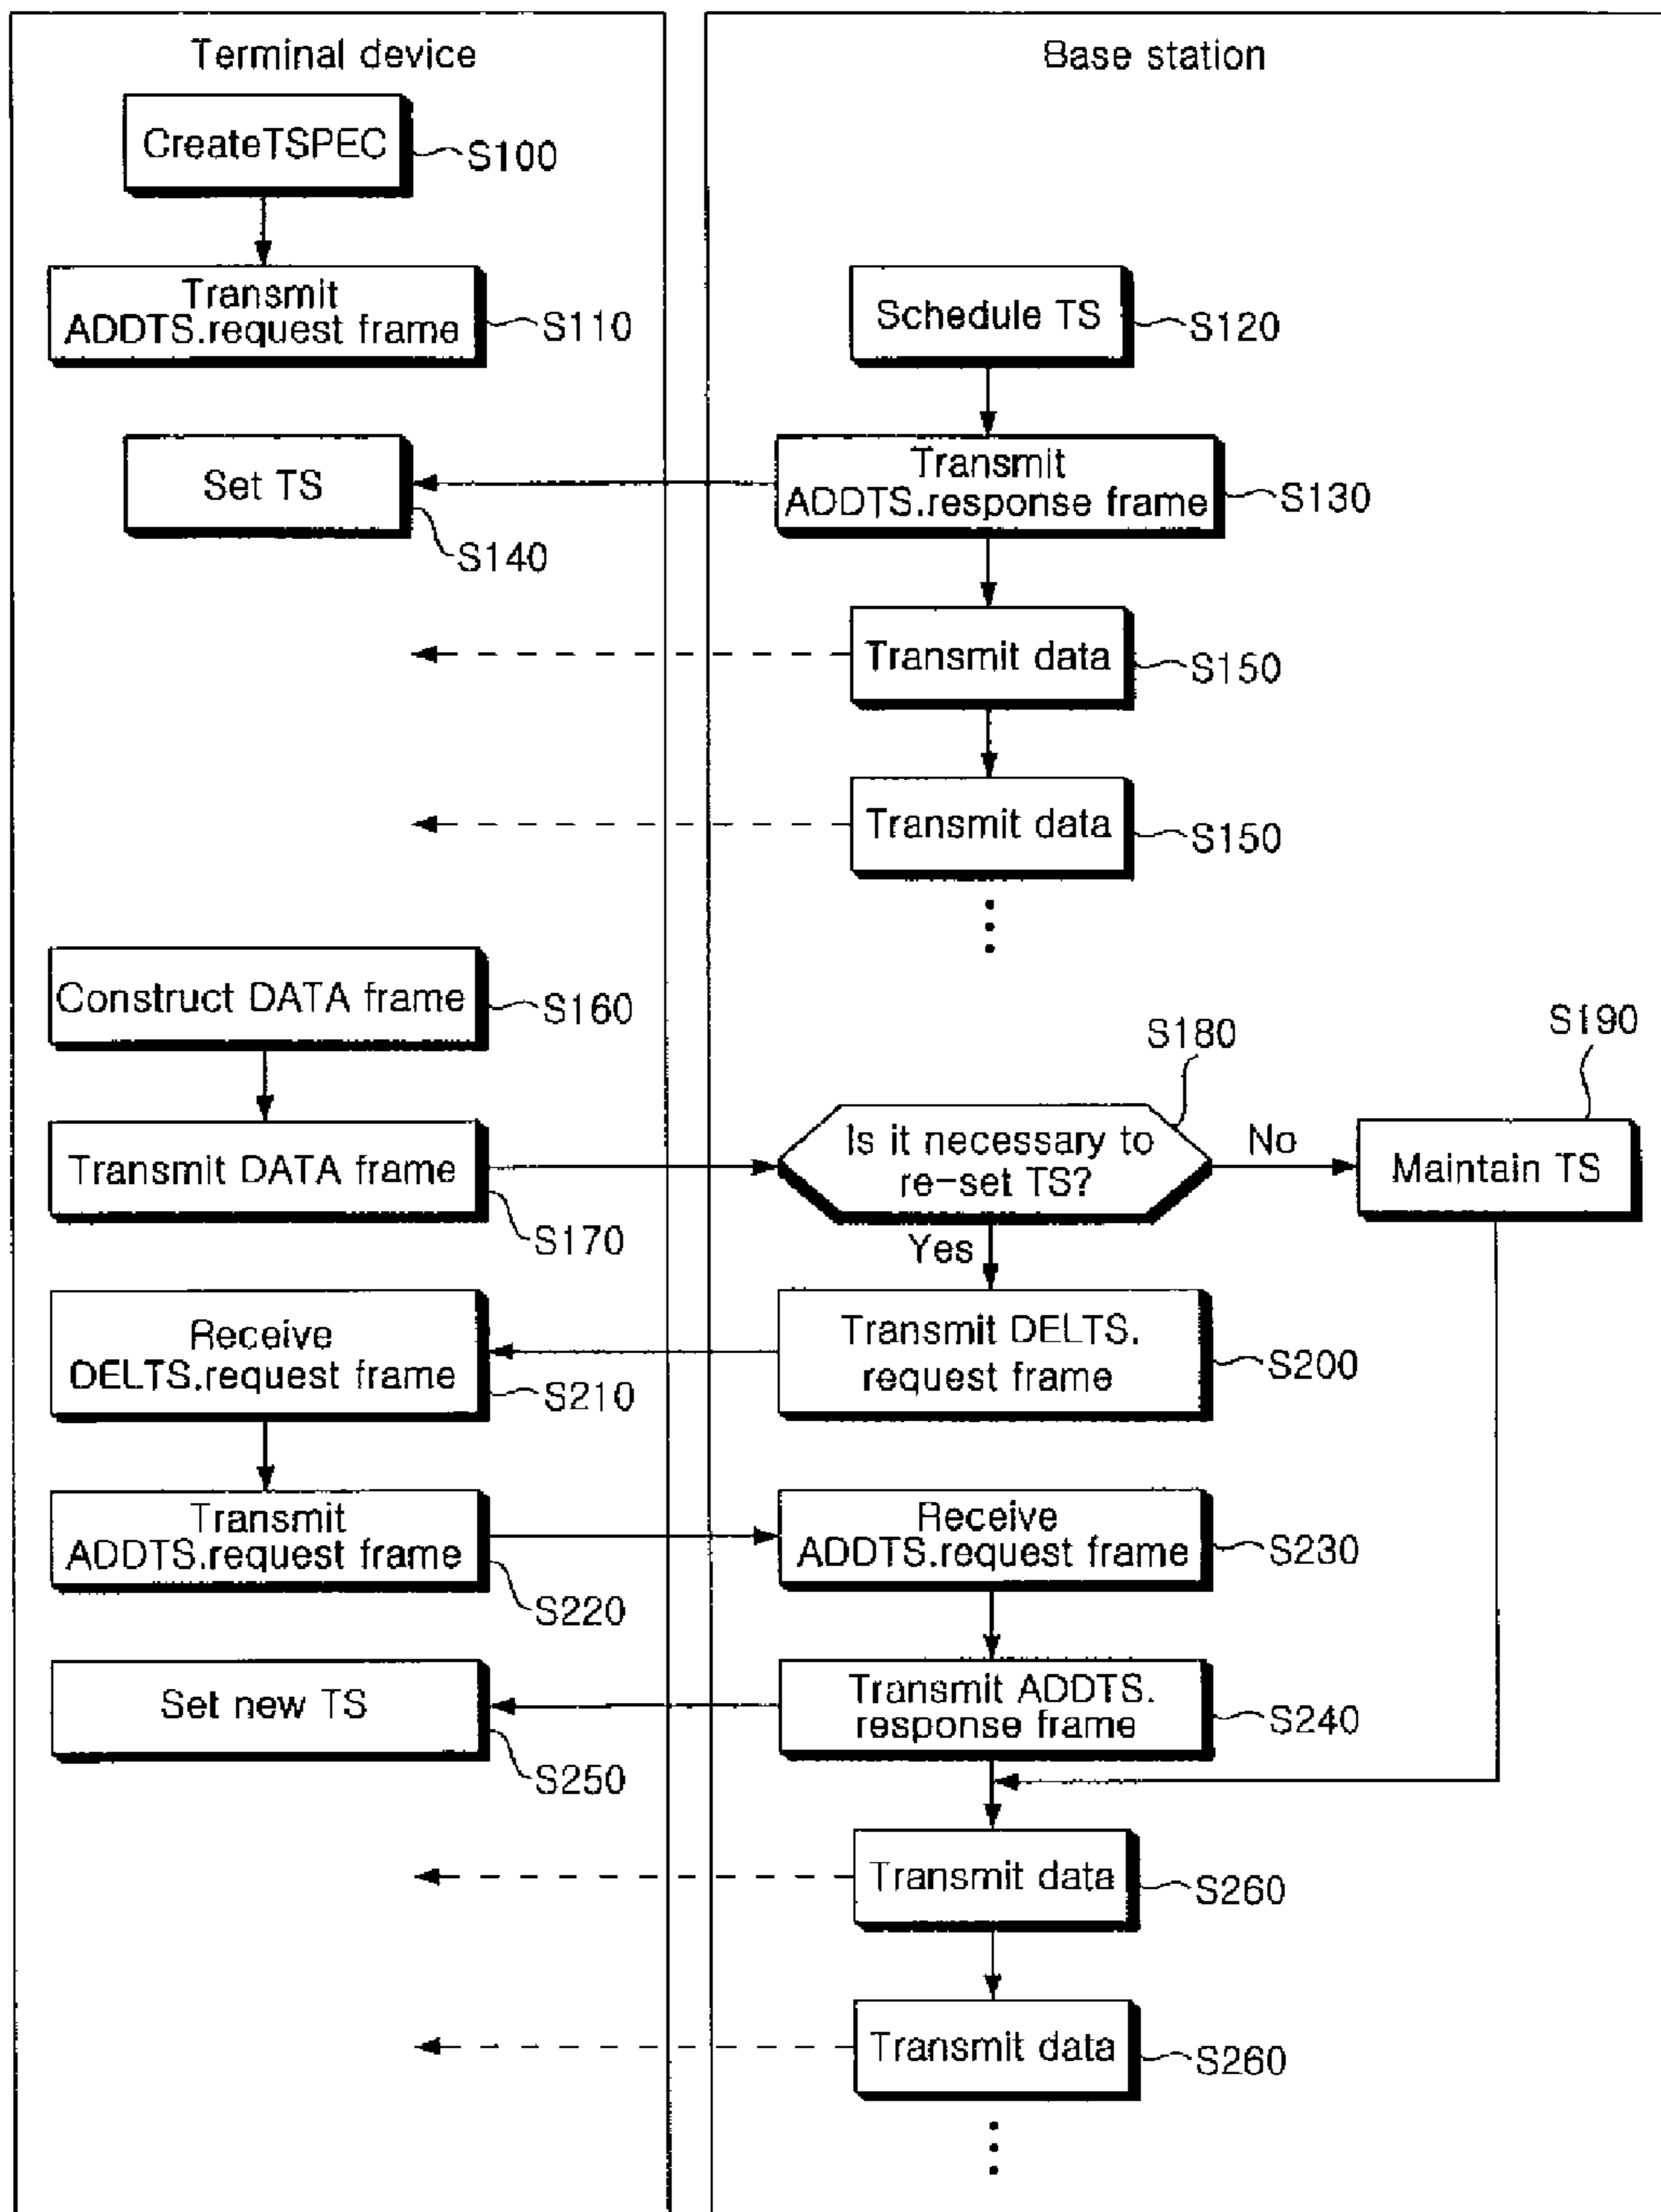 Terminal device
Base station
CreateTSPEC
S100
Transmit
ADDTS.request frame
S110
Schedule TS
S120
Set TS
S140
Transmit
ADDTS.response frame
S130
Transmit data
S150
Transmit data
S150
Construct DATA frame
S160
S180
S190
Transmit DATA frame
S170
Is it necessary to
re-set TS?
No
Maintain TS
Yes
Receive
DELTS.request frame
S210
Transmit DELTS.
request frame
S200
Transmit
ADDTS.request frame
S220
Receive
ADDTS.request frame
S230
Set new TS
S250
Transmit ADDTS.
response frame
S240
Transmit data
S260
Transmit data
S260